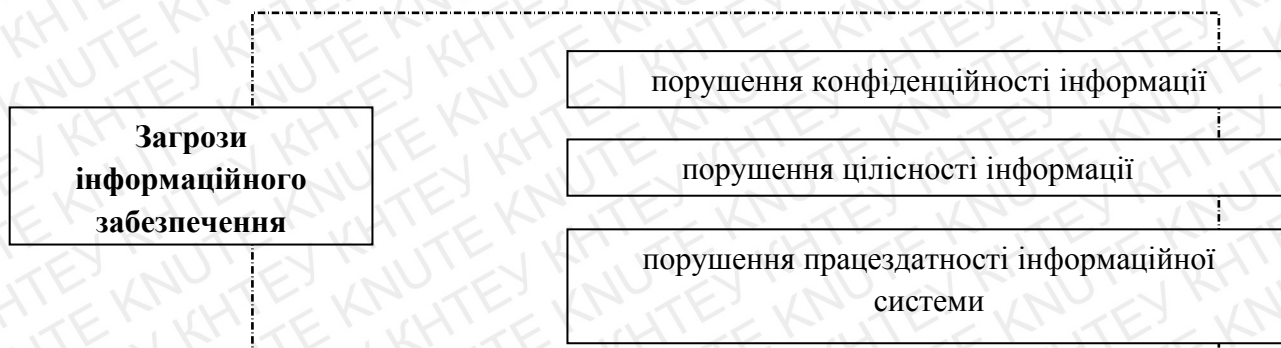 порушення конфіденційності інформації
Загрози
інформаційного
забезпечення
порушення цілісності інформації
порушення працездатності інформаційної
системи